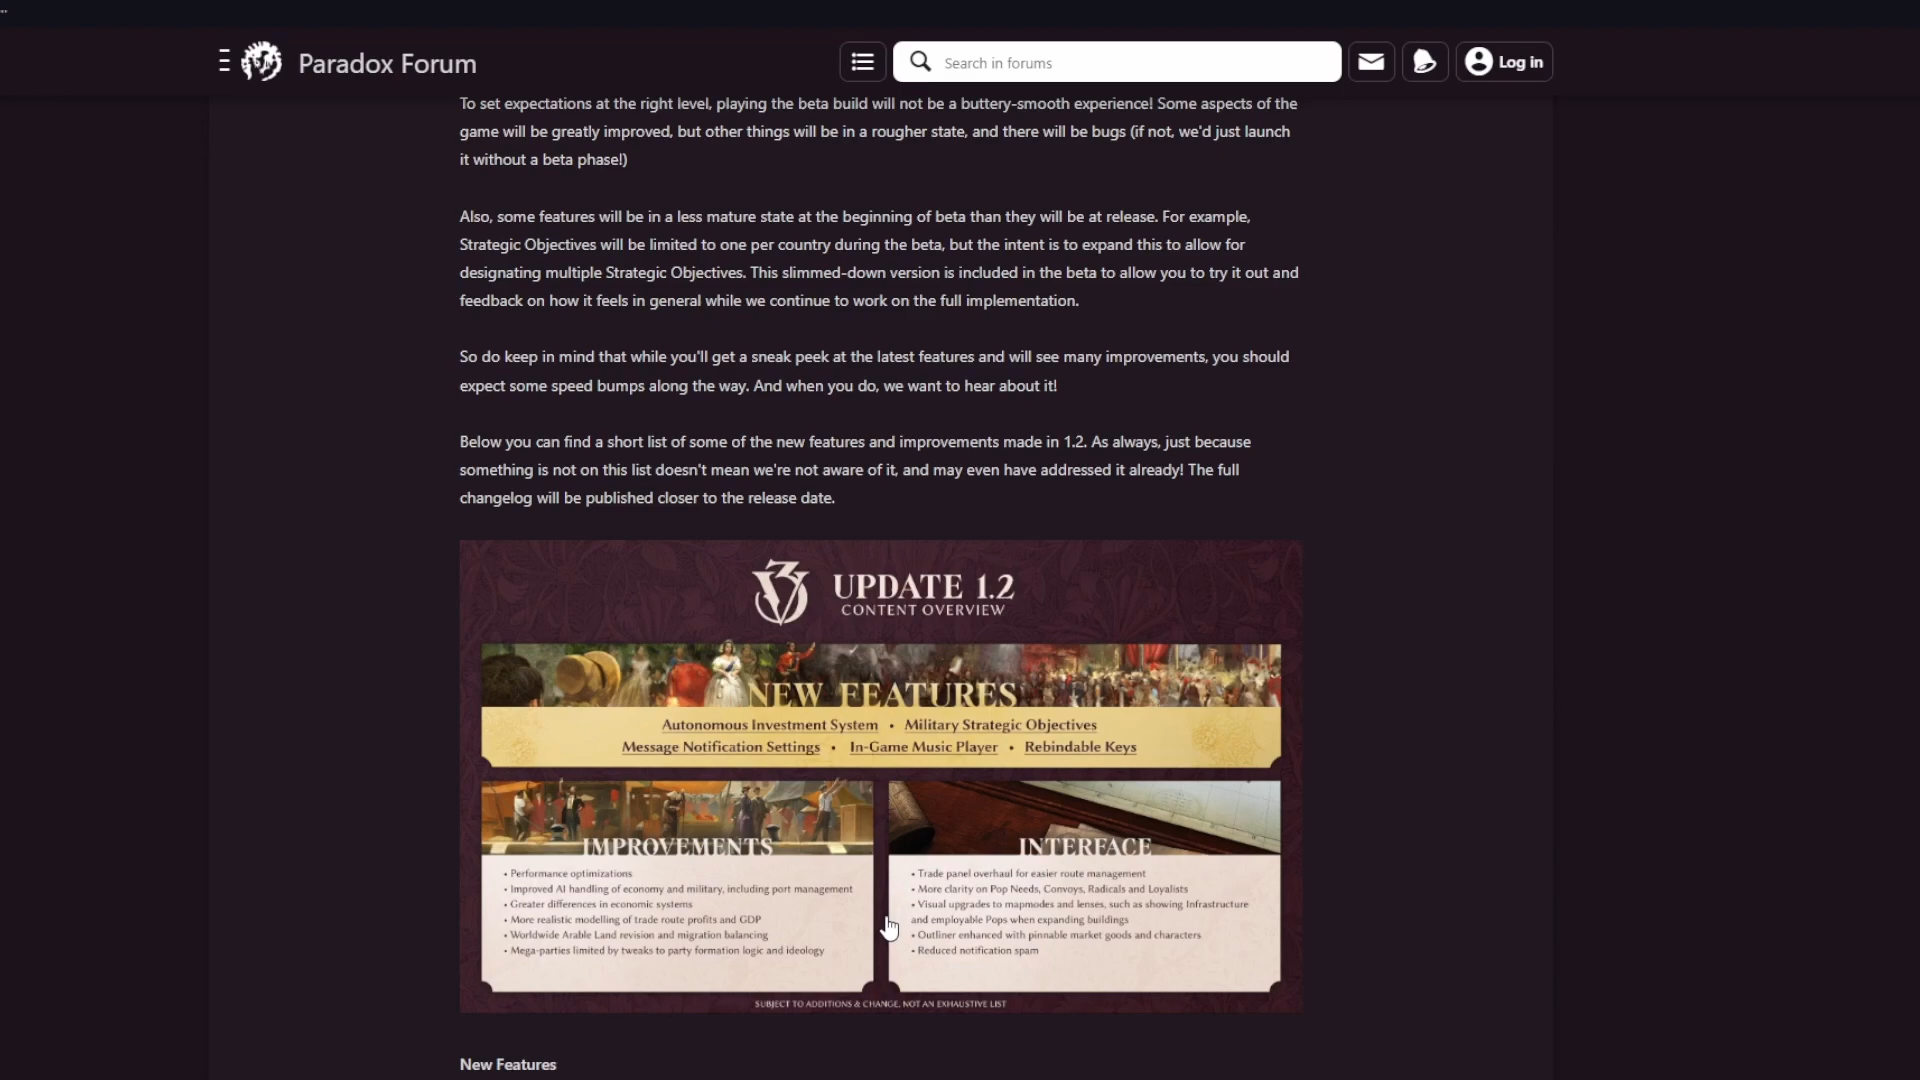 Paradox Forum
Search in forums
Log in
To set expectations at the right level, playing the beta build will not be a buttery-smooth experience! Some aspects of the
game will be greatly improved, but other things will be in a rougher state, and there will be bugs (if not, we'd just launch
it without a beta phase!)
Also, some features will be in a less mature state at the beginning of beta than they will be at release. For example,
Strategic Objectives will be limited to one per country during the beta, but the intent is to expand this to allow for
designating multiple Strategic Objectives. This slimmed-down version is included in the beta to allow you to try it out and
feedback on how it feels in general while we continue to work on the full implementation.
So do keep in mind that while you'll get a sneak peek at the latest features and will see many improvements, you should
expect some speed bumps along the way. And when you do, we want to hear about it!
Below you can find a short list of some of the new features and improvements made in 1.2. As always, just because
something is not on this list doesn't mean we're not aware of it, and may even have addressed it already! The full
changelog will be published closer to the release date.
UPDATE 1.2
CONTENT OVERVIEW
NEW FEATURES
Autonomous Investment System • Military Strategic Objectives
Message Notification Settings • In-Game Music Player • Rebindable Keys
IMPROVEMENTS
• Performance optimizations
• Improved AI handling of economy and military, including port management
• Greater differences in economic systems
• More realistic modelling of trade route profits and GDP
• Worldwide Arable Land revision and migration balancing
• Mega-parties limited by tweaks to party formation logic and ideology
INTERFACE
• Trade panel overhaul for easier route management
• More clarity on Pop Needs, Convoys, Radicals and Loyalists
• Visual upgrades to mapmodes and lenses, such as showing Infrastructure
and employable Pops when expanding buildings
• Outliner enhanced with pinnable market goods and characters
• Reduced notification spam
SUBJECT TO ADDITIONS & CHANGE, NOT AN EXHAUSTIVE LIST
New Features